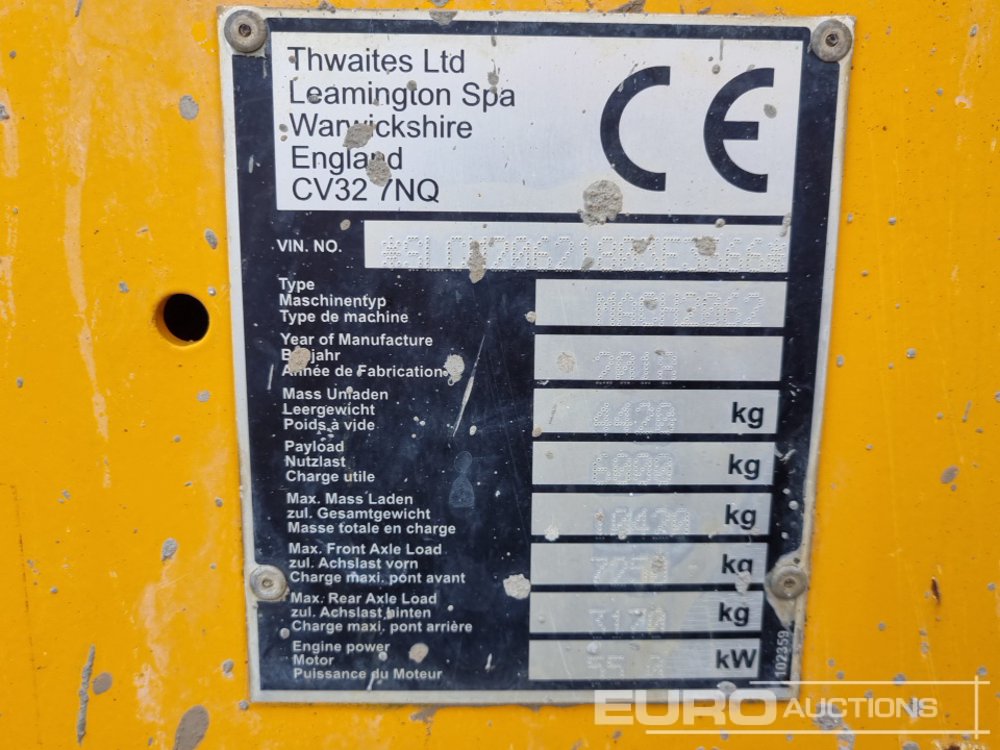 Thwaites Ltd
Leamington Spa
Warwickshire
England
CV32 7NQ
CE
VIN. NO.
Type
Maschinentyp
Type de machine
MACH2062
Year of Manufacture
Baujahr
Année de Fabrication
Mass Unladen
Leergewicht
Poids à vide
4420 kg
Payload
Nutzlast
Charge utile
6000 kg
Max. Mass Laden
zul. Gesamtgewicht
Masse totale en charge
10420 kg
Max. Front Axle Load
zul. Achslast vorn
Charge maxi. pont avant
kg
Max. Rear Axle Load
zul. Achslast hinten
Charge maxi. pont arrière
3170 kg
Engine power
Motor
Puissance du Moteur
kW
102359
EURO AUCTIONS